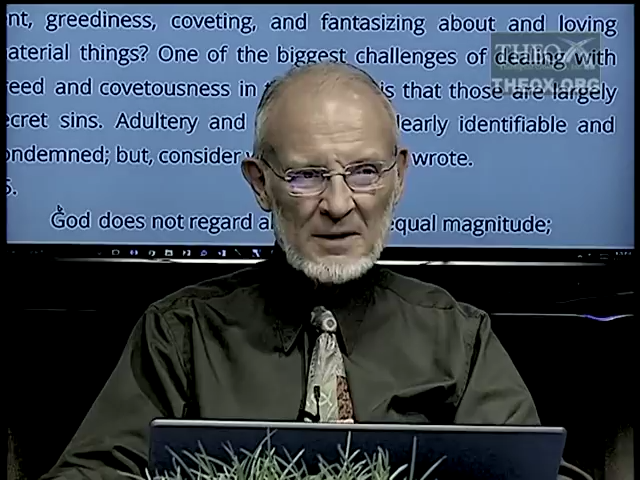 nt, greediness, coveting, and fantasizing about and loving
aterial things? One of the biggest challenges of dealing with
reed and covetousness in is that those are largely
ecret sins. Adultery and learly identifiable and
ondemned; but, consider wrote.
5.
God does not regard a equal magnitude;
THEOX
THEOX.ORG